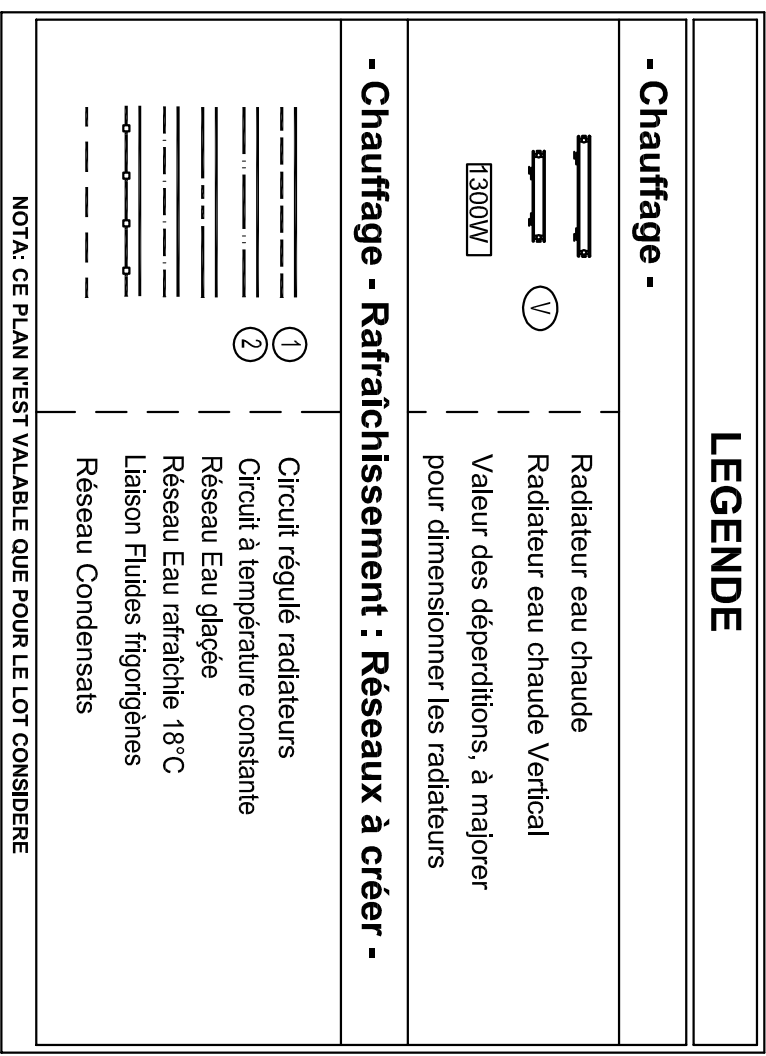 LEGENDE
- Chauffage -
Radiateur eau chaude
V
Radiateur eau chaude Vertical
1300W
Valeur des déperditions, à majorer
pour dimensionner les radiateurs
- Chauffage - Rafraîchissement : Réseaux à créer -
1 Circuit régulé radiateurs
2 Circuit à température constante
Réseau Eau glaçée
Réseau Eau rafraîchie 18°C
Liaison Fluides frigorigènes
Réseau Condensats
NOTA: CE PLAN N'EST VALABLE QUE POUR LE LOT CONSIDERE